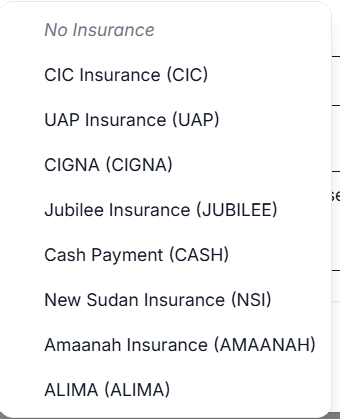 No Insurance
CIC Insurance (CIC)
UAP Insurance (UAP)
CIGNA (CIGNA)
Jubilee Insurance (JUBILEE)
Cash Payment (CASH)
New Sudan Insurance (NSI)
Amaanah Insurance (AMAANAH)
ALIMA (ALIMA)